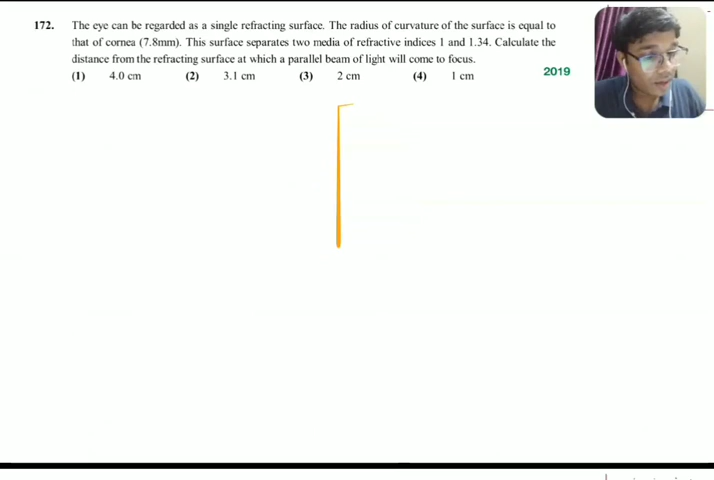 172. The eye can be regarded as a single refracting surface. The radius of curvature of the surface is equal to
that of cornea (7.8mm). This surface separates two media of refractive indices 1 and 1.34. Calculate the
distance from the refracting surface at which a parallel beam of light will come to focus.
(1) 4.0 cm (2) 3.1 cm (3) 2 cm (4) 1 cm 2019